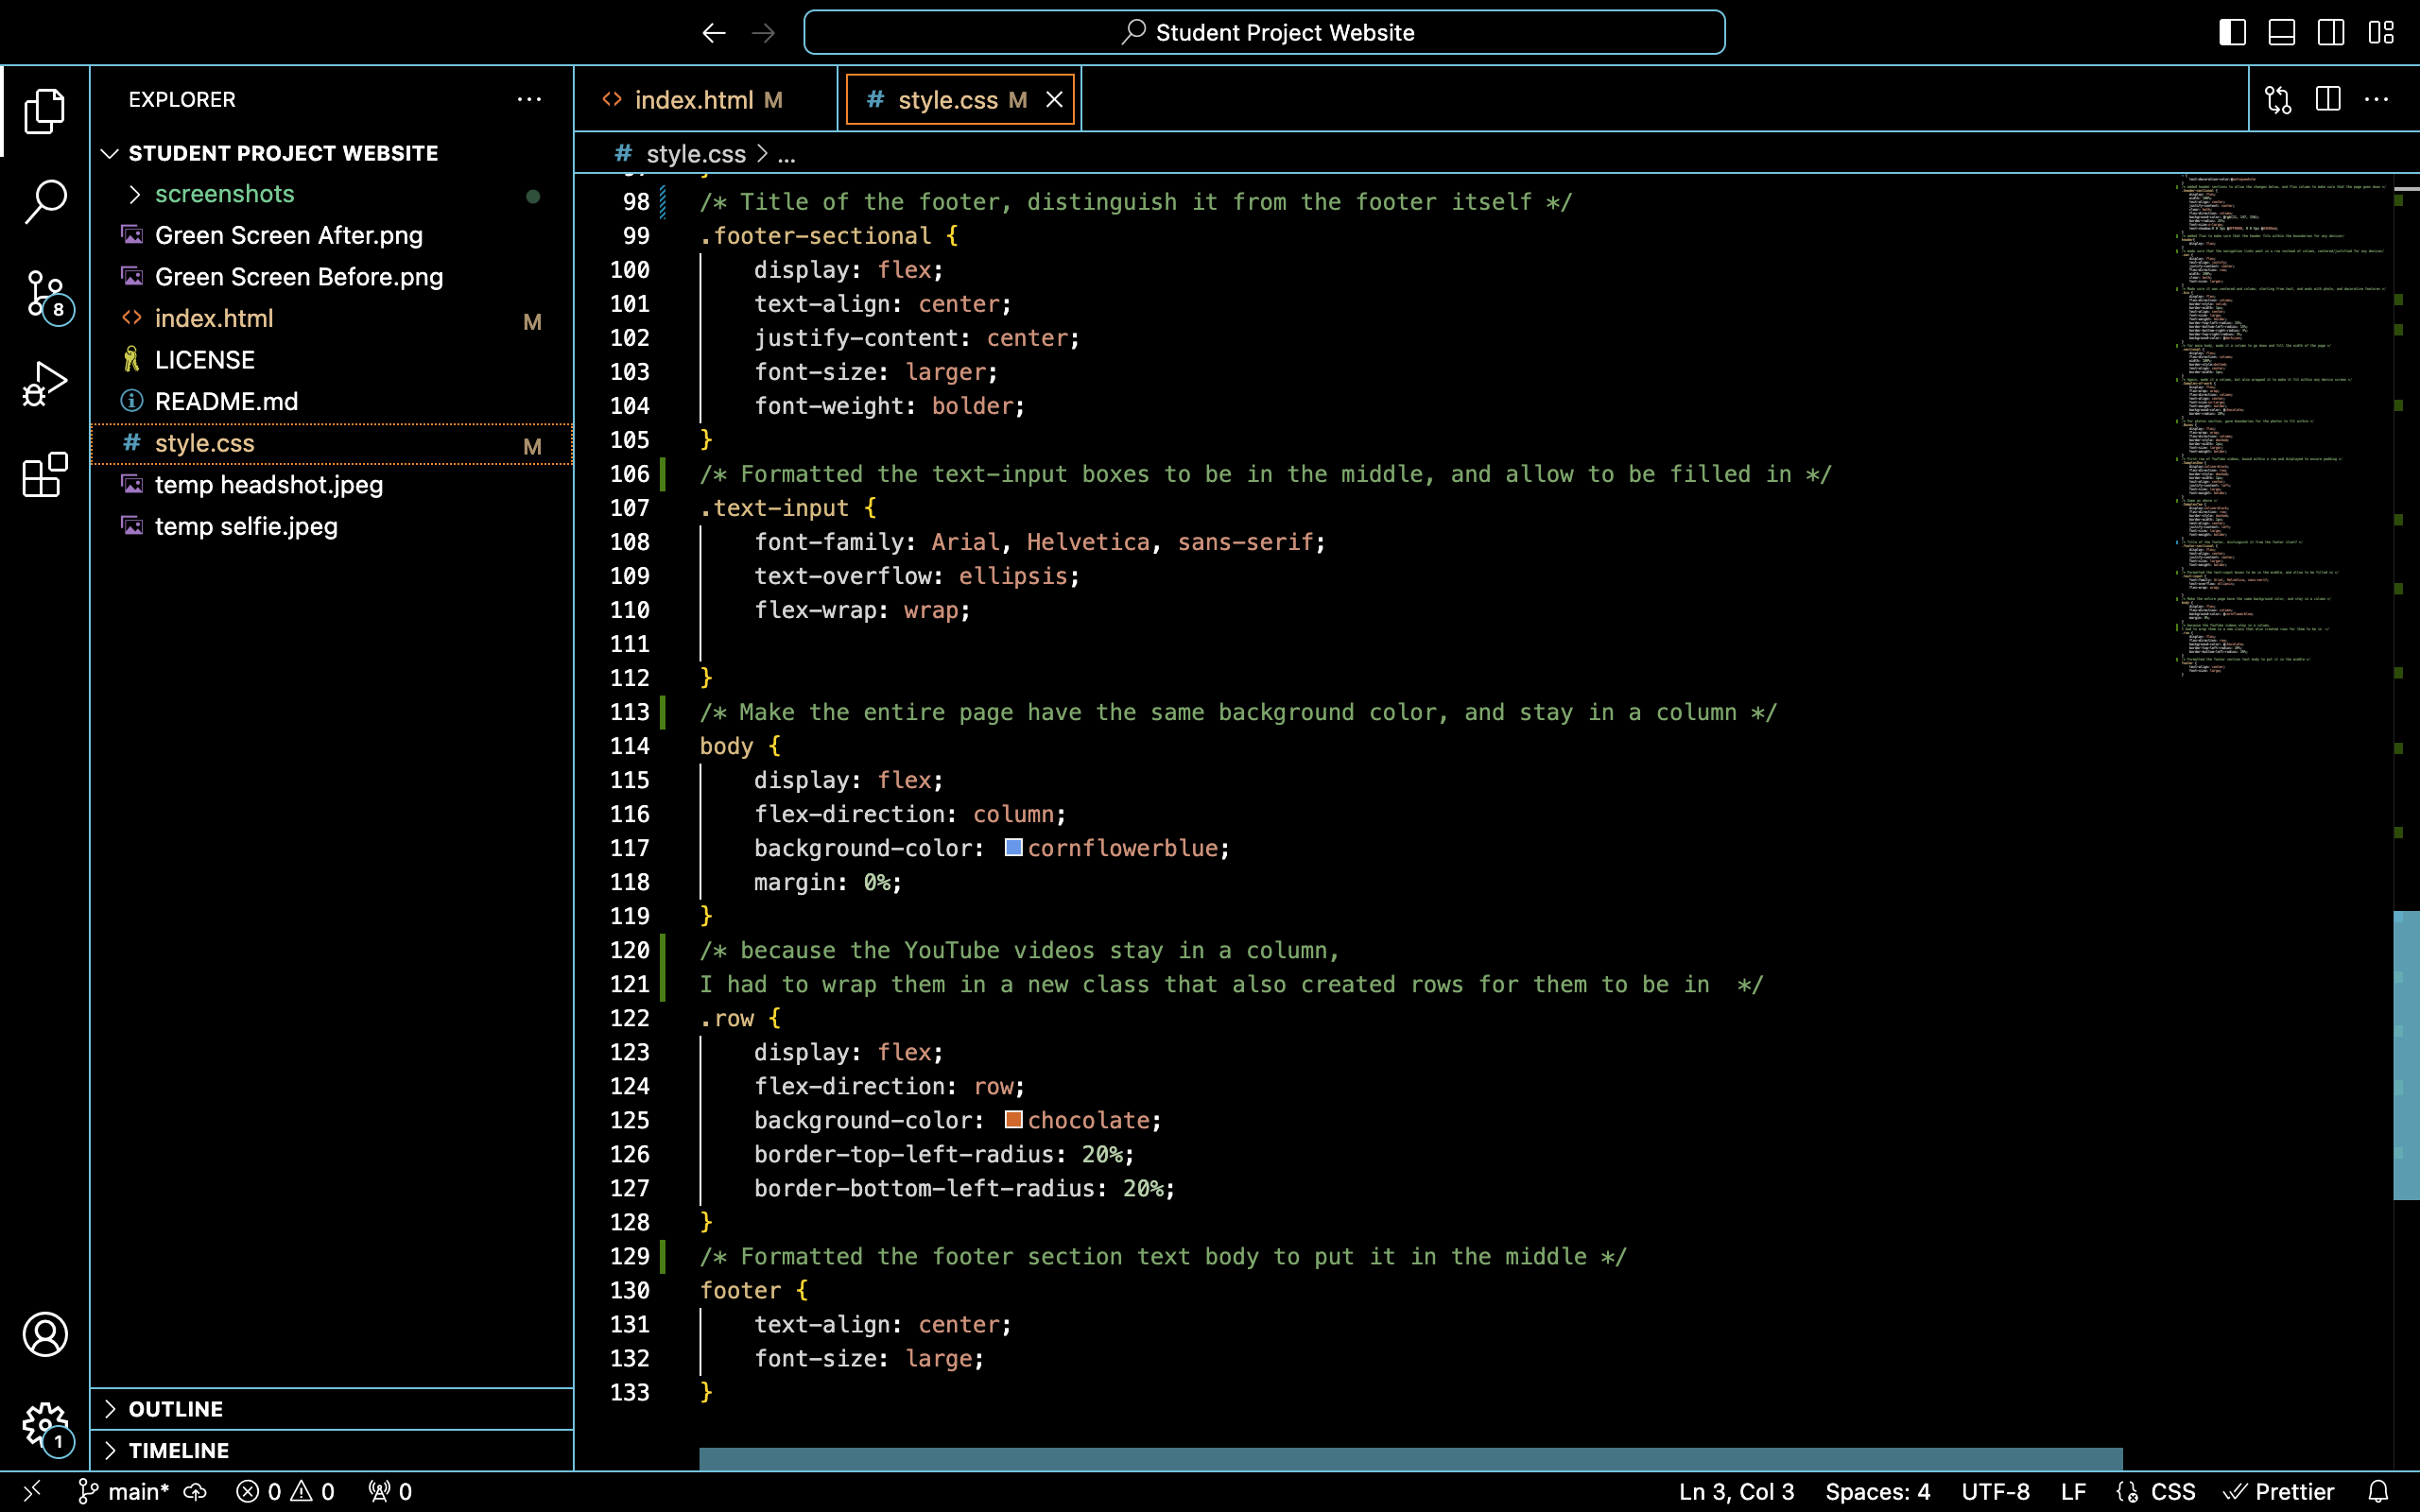 Student Project Website
EXPLORER
STUDENT PROJECT WEBSITE
screenshots
Green Screen After.png
Green Screen Before.png
index.html M
LICENSE
README.md
style.css M
temp headshot.jpeg
temp selfie.jpeg
OUTLINE
TIMELINE
8
1
index.html M
# style.css M
# style.css > ...
98 /* Title of the footer, distinguish it from the footer itself */
99 .footer-sectional {
100 display: flex;
101 text-align: center;
102 justify-content: center;
103 font-size: larger;
104 font-weight: bolder;
105 }
106 /* Formatted the text-input boxes to be in the middle, and allow to be filled in */
107 .text-input {
108 font-family: Arial, Helvetica, sans-serif;
109 text-overflow: ellipsis;
110 flex-wrap: wrap;
111
112 }
113 /* Make the entire page have the same background color, and stay in a column */
114 body {
115 display: flex;
116 flex-direction: column;
117 background-color: cornflowerblue;
118 margin: 0%;
119 }
120 /* because the YouTube videos stay in a column,
121 I had to wrap them in a new class that also created rows for them to be in  */
122 .row {
123 display: flex;
124 flex-direction: row;
125 background-color: chocolate;
126 border-top-left-radius: 20%;
127 border-bottom-left-radius: 20%;
128 }
129 /* Formatted the footer section text body to put it in the middle */
130 footer {
131 text-align: center;
132 font-size: large;
133 }
main* 0 0 0 Ln 3, Col 3 Spaces: 4 UTF-8 LF CSS Prettier